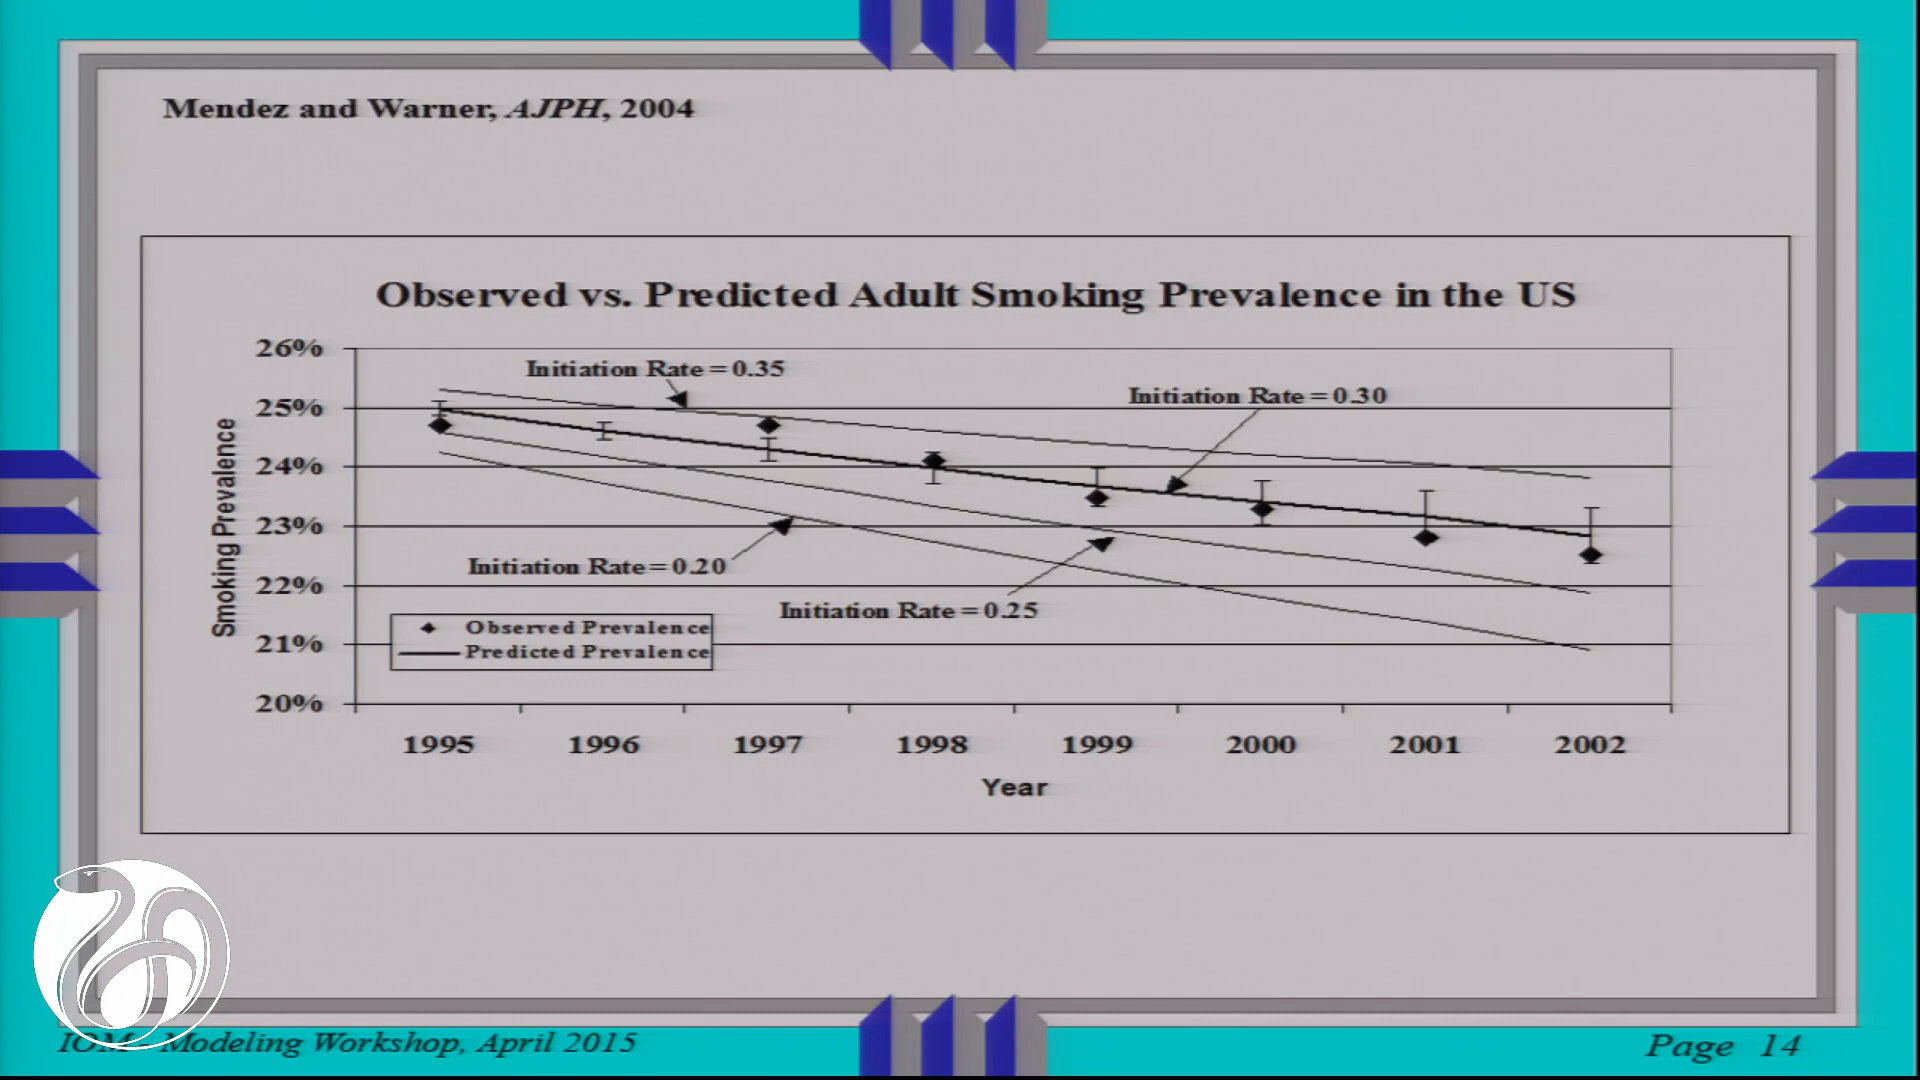 Mendez and Warner, AJPH, 2004
Observed vs. Predicted Adult Smoking Prevalence in the US
26%
25%
24%
23%
22%
21%
20%
Smoking Prevalence
Initiation Rate = 0.35
Initiation Rate = 0.30
Initiation Rate = 0.20
Initiation Rate = 0.25
Observed Prevalence
Predicted Prevalence
1995 1996 1997 1998 1999 2000 2001 2002
Year
IOM - Modeling Workshop, April 2015
Page 14